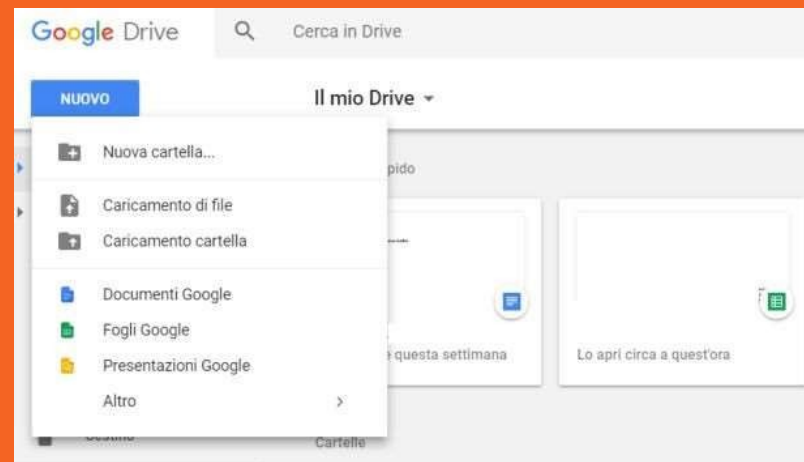 Google Drive
Cerca in Drive
NUOVO
Il mio Drive
Nuova cartella...
pido
Caricamento di file
Caricamento cartella
Documenti Google
Fogli Google
Presentazioni Google
questa settimana
Lo apri circa a quest'ora
Altro
Cestino
Cartelle